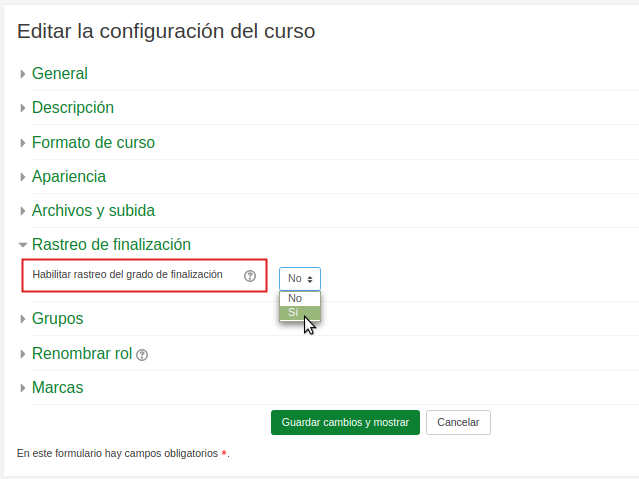 Editar la configuración del curso
General
Descripción
Formato de curso
Apariencia
Archivos y subida
Rastreo de finalización
Habilitar rastreo del grado de finalización
No
No
Sí
Grupos
Renombrar rol
Marcas
Guardar cambios y mostrar
Cancelar
En este formulario hay campos obligatorios *.